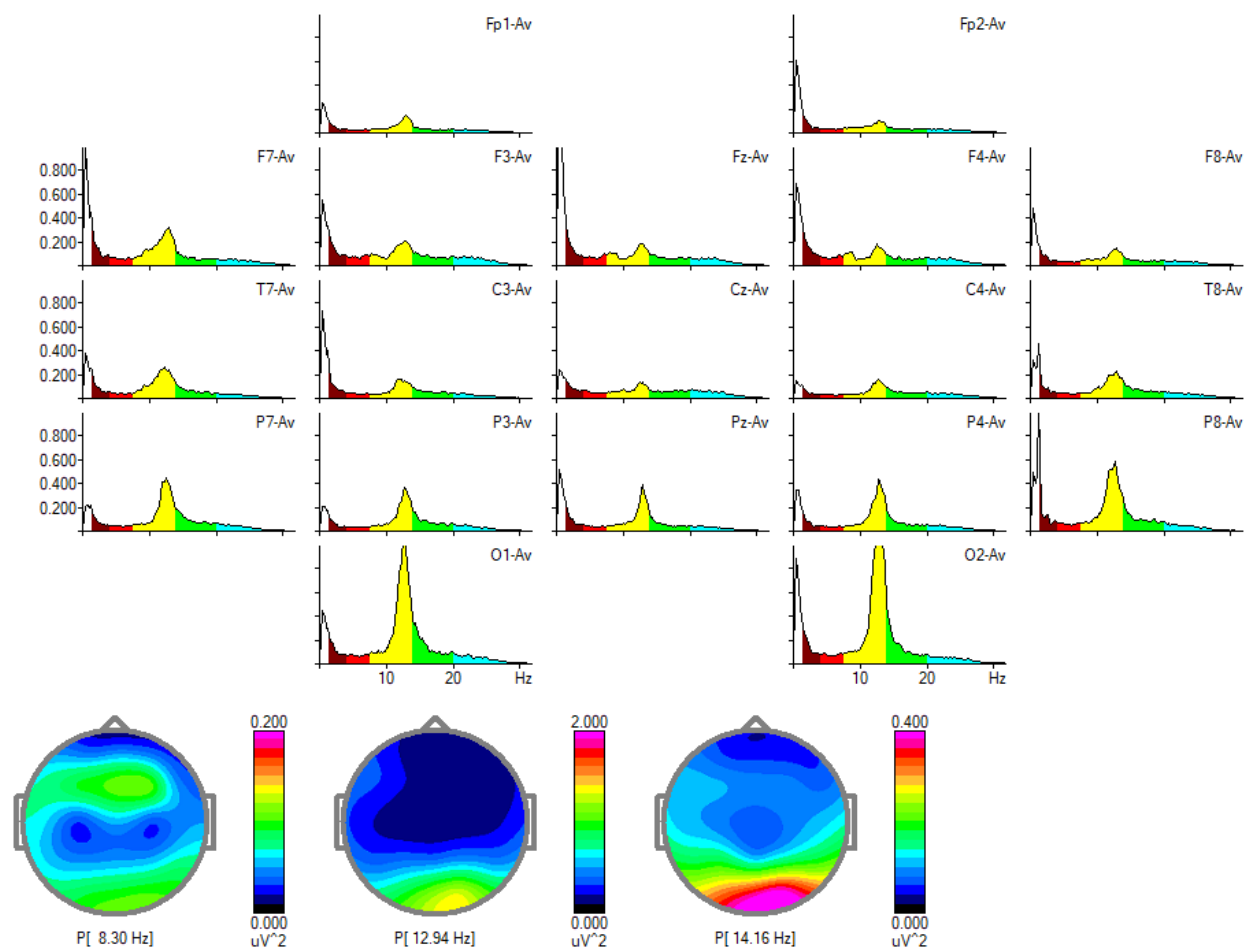 Fp1-Av Fp2-Av
F7-Av F3-Av Fz-Av F4-Av F8-Av
0.800
0.600
0.400
0.200
T7-Av C3-Av Cz-Av C4-Av T8-Av
0.800
0.600
0.400
0.200
P7-Av P3-Av Pz-Av P4-Av P8-Av
0.800
0.600
0.400
0.200
O1-Av O2-Av
10 20 Hz 10 20 Hz
0.200 2.000 0.400
0.000 0.000 0.000
P[ 8.30 Hz] uV^2 P[ 12.94 Hz] uV^2 P[ 14.16 Hz] uV^2